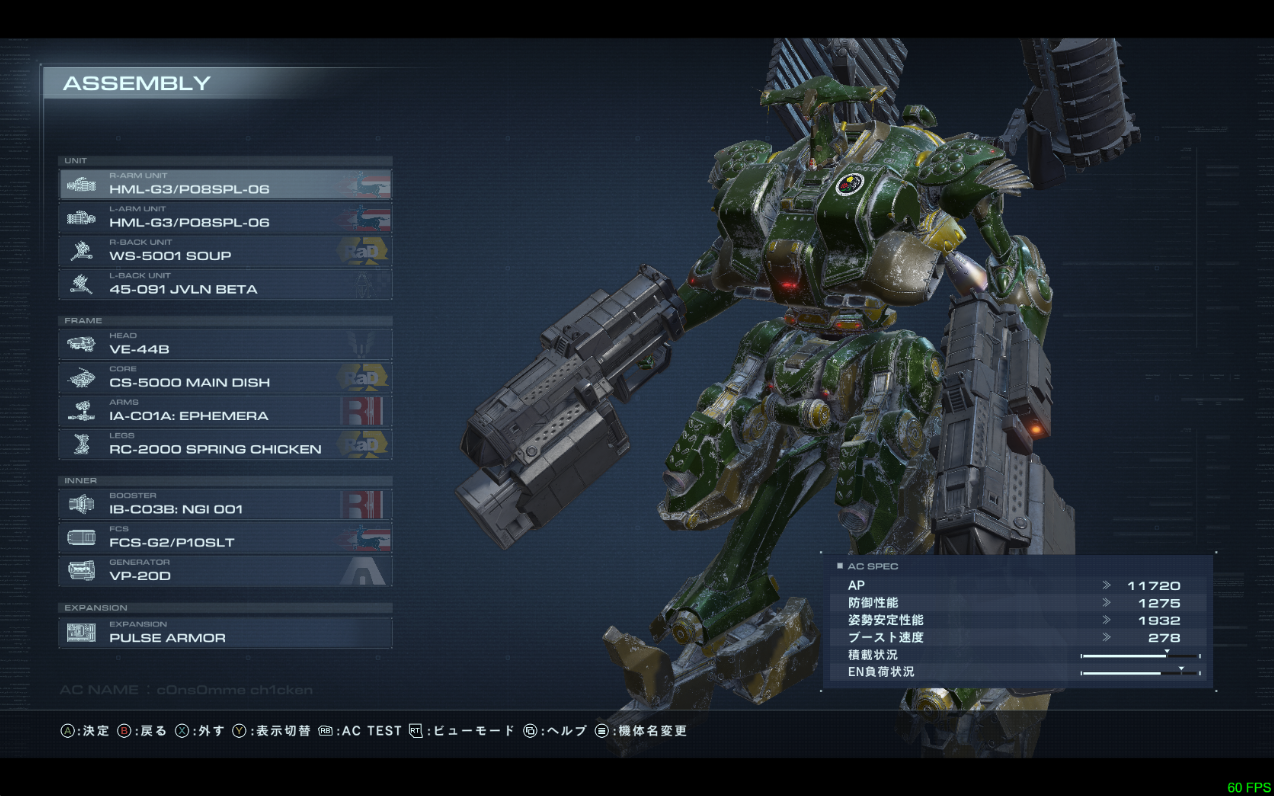 ASSEMBLY
UNIT
R-ARM UNIT
HML-G3/P08SPL-06
L-ARM UNIT
HML-G3/P08SPL-06
R-BACK UNIT
WS-5001 SOUP
RaD
L-BACK UNIT
45-091 JVLN BETA
FRAME
HEAD
VE-44B
CORE
CS-5000 MAIN DISH
RaD
ARMS
IA-C01A: EPHEMERA
RI
LEGS
RC-2000 SPRING CHICKEN
RaD
INNER
BOOSTER
IB-C03B: NGI 001
RI
FCS
FCS-G2/P10SLT
GENERATOR
VP-20D
EXPANSION
EXPANSION
PULSE ARMOR
AC NAME : c0ns0mme ch1cken
AC SPEC
AP 11720
防御性能 1275
姿勢安定性能 1932
ブースト速度 278
積載状況
EN負荷状況
A:決定 B:戻る X:外す Y:表示切替 RB:AC TEST RT:ビューモード :ヘルプ :機体名変更
60 FPS